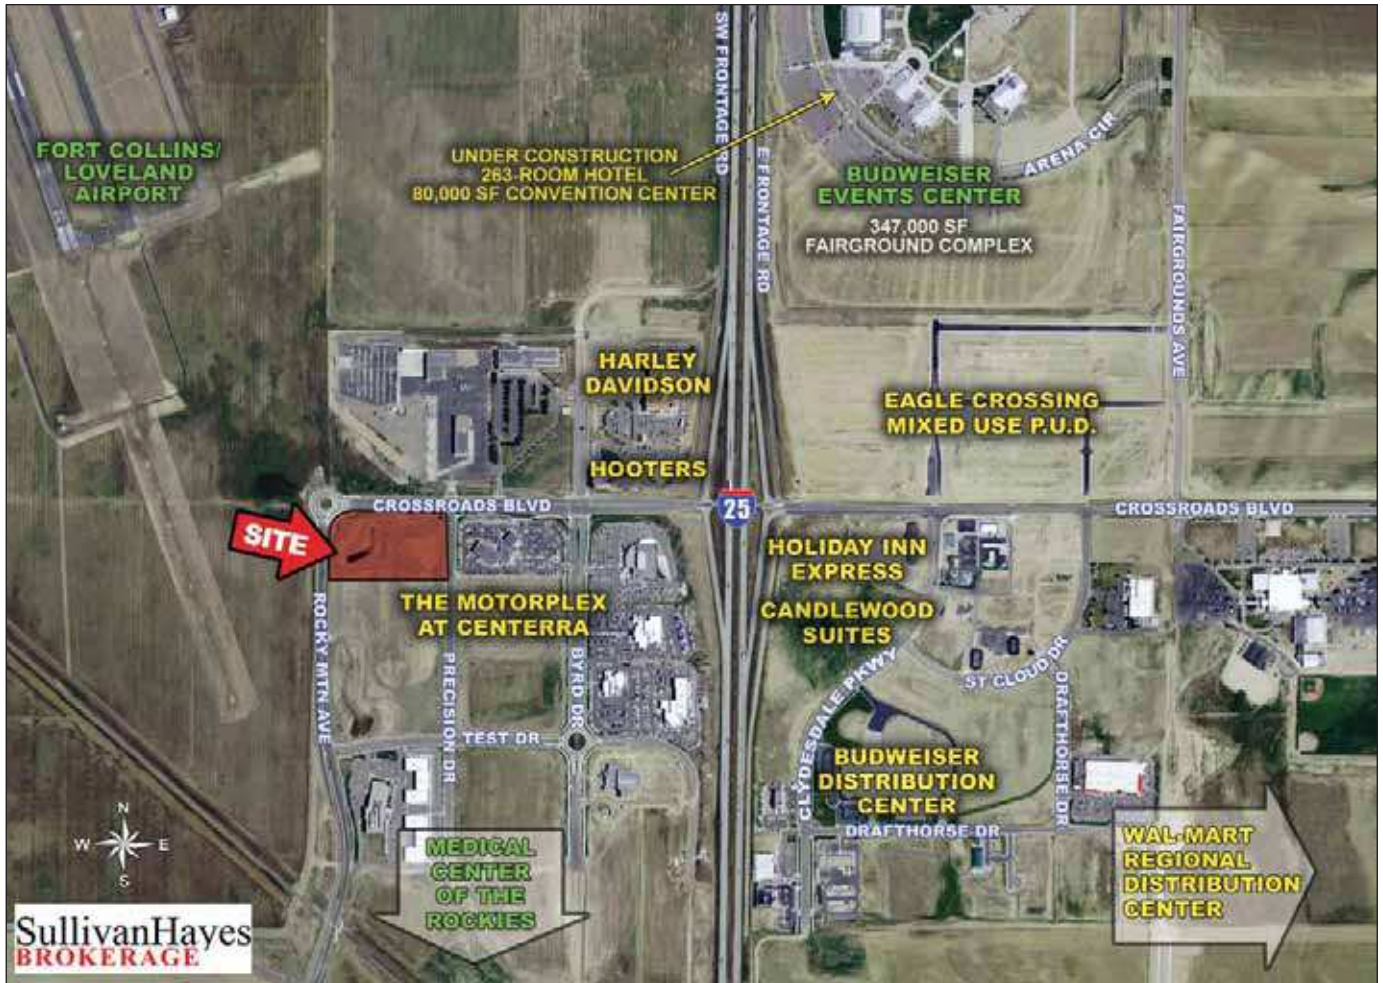 SW FRONTAGE RD
E FRONTAGE RD
FORT COLLINS/
LOVELAND
AIRPORT
UNDER CONSTRUCTION
263-ROOM HOTEL
80,000 SF CONVENTION CENTER
ARENA CIR
BUDWEISER
EVENTS CENTER
347,000 SF
FAIRGROUND COMPLEX
FAIRGROUNDS AVE
HARLEY
DAVIDSON
HOOTERS
EAGLE CROSSING
MIXED USE P.U.D.
CROSSROADS BLVD
25
CROSSROADS BLVD
SITE
HOLIDAY INN
EXPRESS
CANDLEWOOD
SUITES
THE MOTORPLEX
AT CENTERRA
ROCKY MTN AVE
PRECISION DR
BYRD DR
TEST DR
CLYDESDALE PKWY
ST CLOUD DR
DRAFTHORSE DR
BUDWEISER
DISTRIBUTION
CENTER
DRAFTHORSE DR
N
W E
S
MEDICAL
CENTER
OF THE
ROCKIES
WAL-MART
REGIONAL
DISTRIBUTION
CENTER
SullivanHayes
BROKERAGE